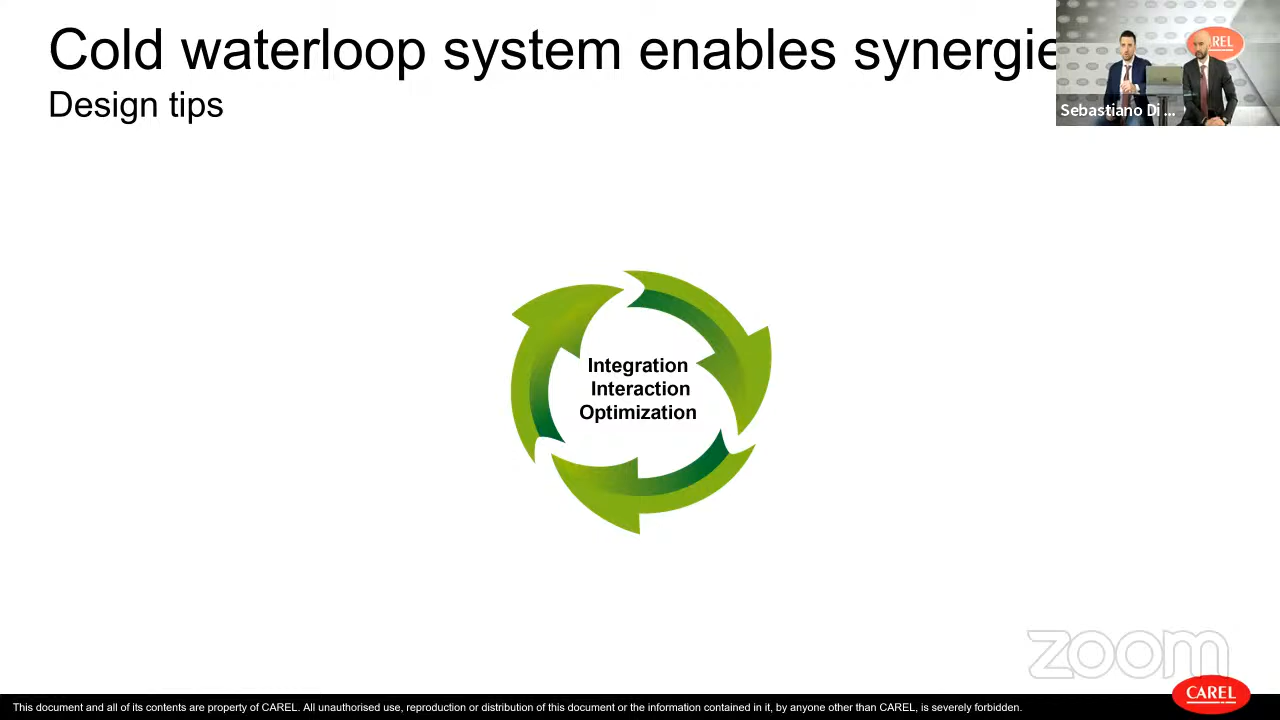 Cold waterloop system enables synergie
Design tips
CAREL
Sebastiano Di ...
Integration
Interaction
Optimization
zoom
CAREL
This document and all of its contents are property of CAREL. All unauthorised use, reproduction or distribution of this document or the information contained in it, by anyone other than CAREL, is severely forbidden.